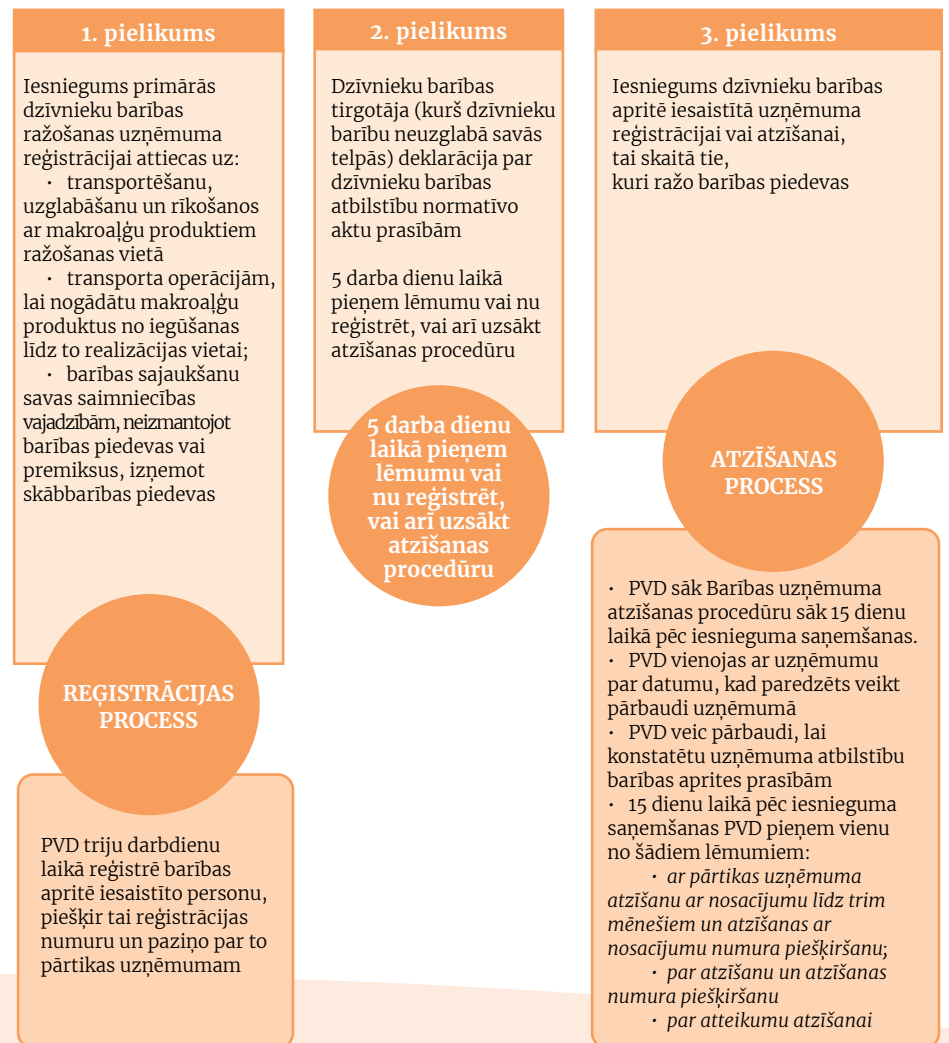 1. pielikums
Iesniegums primārās
dzīvnieku barības
ražošanas uzņēmuma
reģistrācijai attiecas uz:
• transportēšanu,
uzglabāšanu un rīkošanos
ar makroaļģu produktiem
ražošanas vietā
• transporta operācijām,
lai nogādātu makroaļģu
produktus no iegūšanas
līdz to realizācijas vietai;
• barības sajaukšanu
savas saimniecības
vajadzībām, neizmantojot
barības piedevas vai
premiksus, izņemot
skābbarības piedevas
REĢISTRĀCIJAS
PROCESS
PVD triju darbdienu
laikā reģistrē barības
apritē iesaistīto personu,
piešķir tai reģistrācijas
numuru un paziņo par to
pārtikas uzņēmumam
2. pielikums
Dzīvnieku barības
tirgotāja (kurš dzīvnieku
barību neuzglabā savās
telpās) deklarācija par
dzīvnieku barības
atbilstību normatīvo
aktu prasībām
5 darba dienu laikā
pieņem lēmumu vai nu
reģistrēt, vai arī uzsākt
atzīšanas procedūru
5 darba dienu
laikā pieņem
lēmumu vai
nu reģistrēt,
vai arī uzsākt
atzīšanas
procedūru
3. pielikums
Iesniegums dzīvnieku barības
apritē iesaistītā uzņēmuma
reģistrācijai vai atzīšanai,
tai skaitā tie,
kuri ražo barības piedevas
ATZĪŠANAS
PROCESS
• PVD sāk Barības uzņēmuma
atzīšanas procedūru sāk 15 dienu
laikā pēc iesnieguma saņemšanas.
• PVD vienojas ar uzņēmumu
par datumu, kad paredzēts veikt
pārbaudi uzņēmumā
• PVD veic pārbaudi, lai
konstatētu uzņēmuma atbilstību
barības aprites prasībām
• 15 dienu laikā pēc iesnieguma
saņemšanas PVD pieņem vienu
no šādiem lēmumiem:
• ar pārtikas uzņēmuma
atzīšanu ar nosacījumu līdz trim
mēnešiem un atzīšanas ar
nosacījumu numura piešķiršanu;
• par atzīšanu un atzīšanas
numura piešķiršanu
• par atteikumu atzīšanai